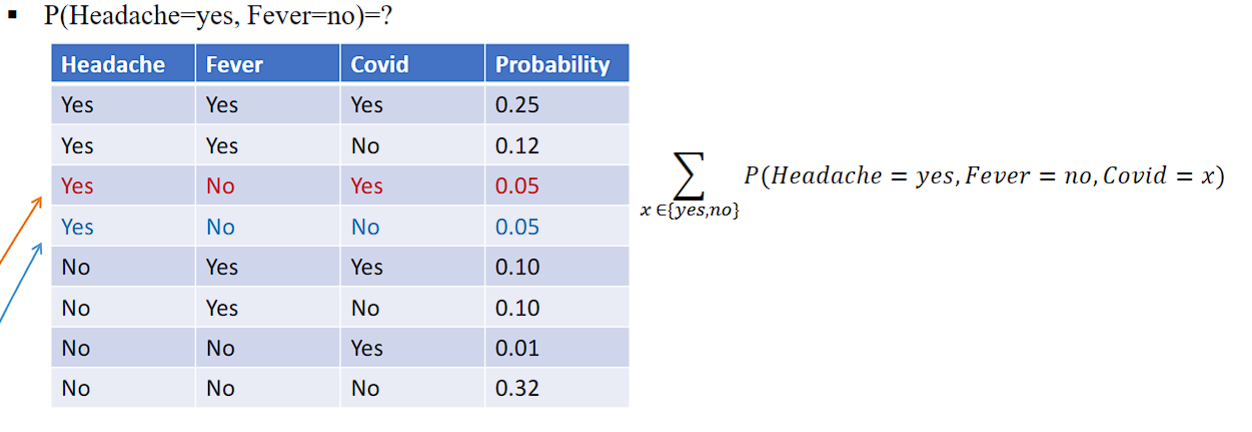 ▪ P(Headache=yes, Fever=no)=?
Headache Fever Covid Probability
Yes Yes Yes 0.25
Yes Yes No 0.12
Yes No Yes 0.05
Yes No No 0.05
No Yes Yes 0.10
No Yes No 0.10
No No Yes 0.01
No No No 0.32
∑ P(Headache = yes, Fever = no, Covid = x)
x ∈{yes,no}